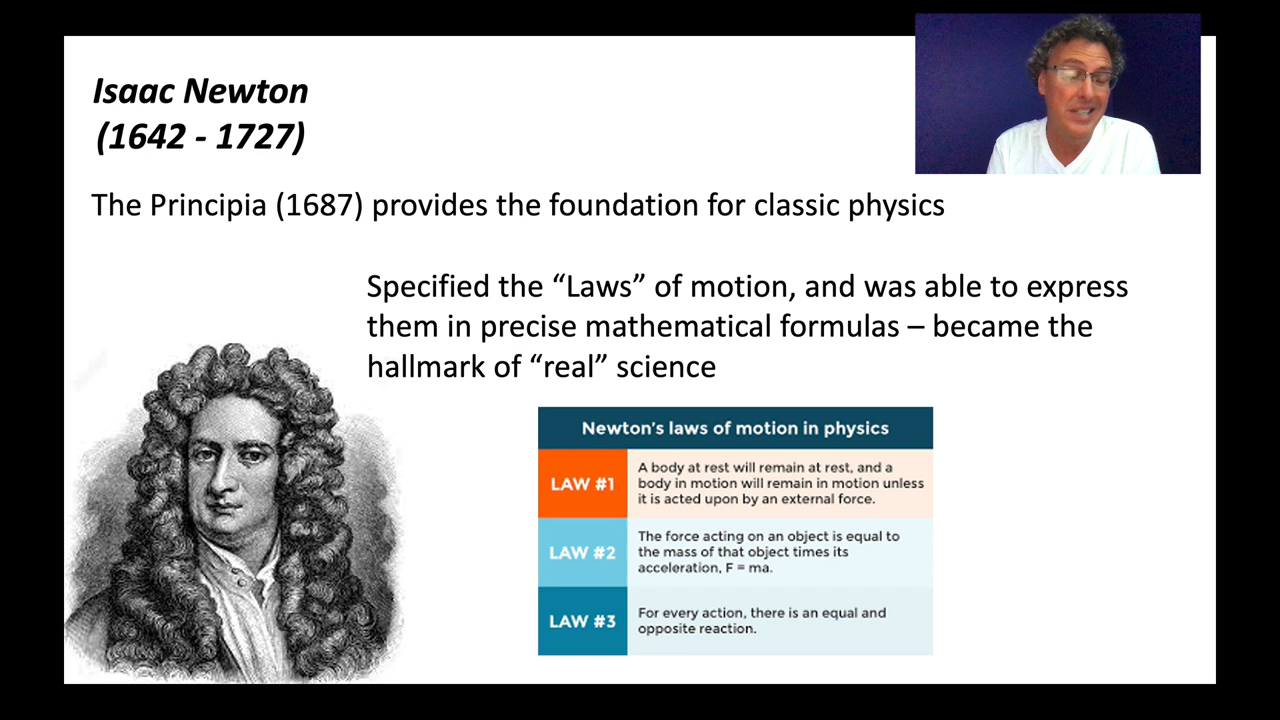 Isaac Newton
(1642 - 1727)
The Principia (1687) provides the foundation for classic physics
Specified the “Laws” of motion, and was able to express
them in precise mathematical formulas – became the
hallmark of “real” science
Newton's laws of motion in physics
LAW #1
A body at rest will remain at rest, and a
body in motion will remain in motion unless
it is acted upon by an external force.
LAW #2
The force acting on an object is equal to
the mass of that object times its
acceleration, F = ma.
LAW #3
For every action, there is an equal and
opposite reaction.